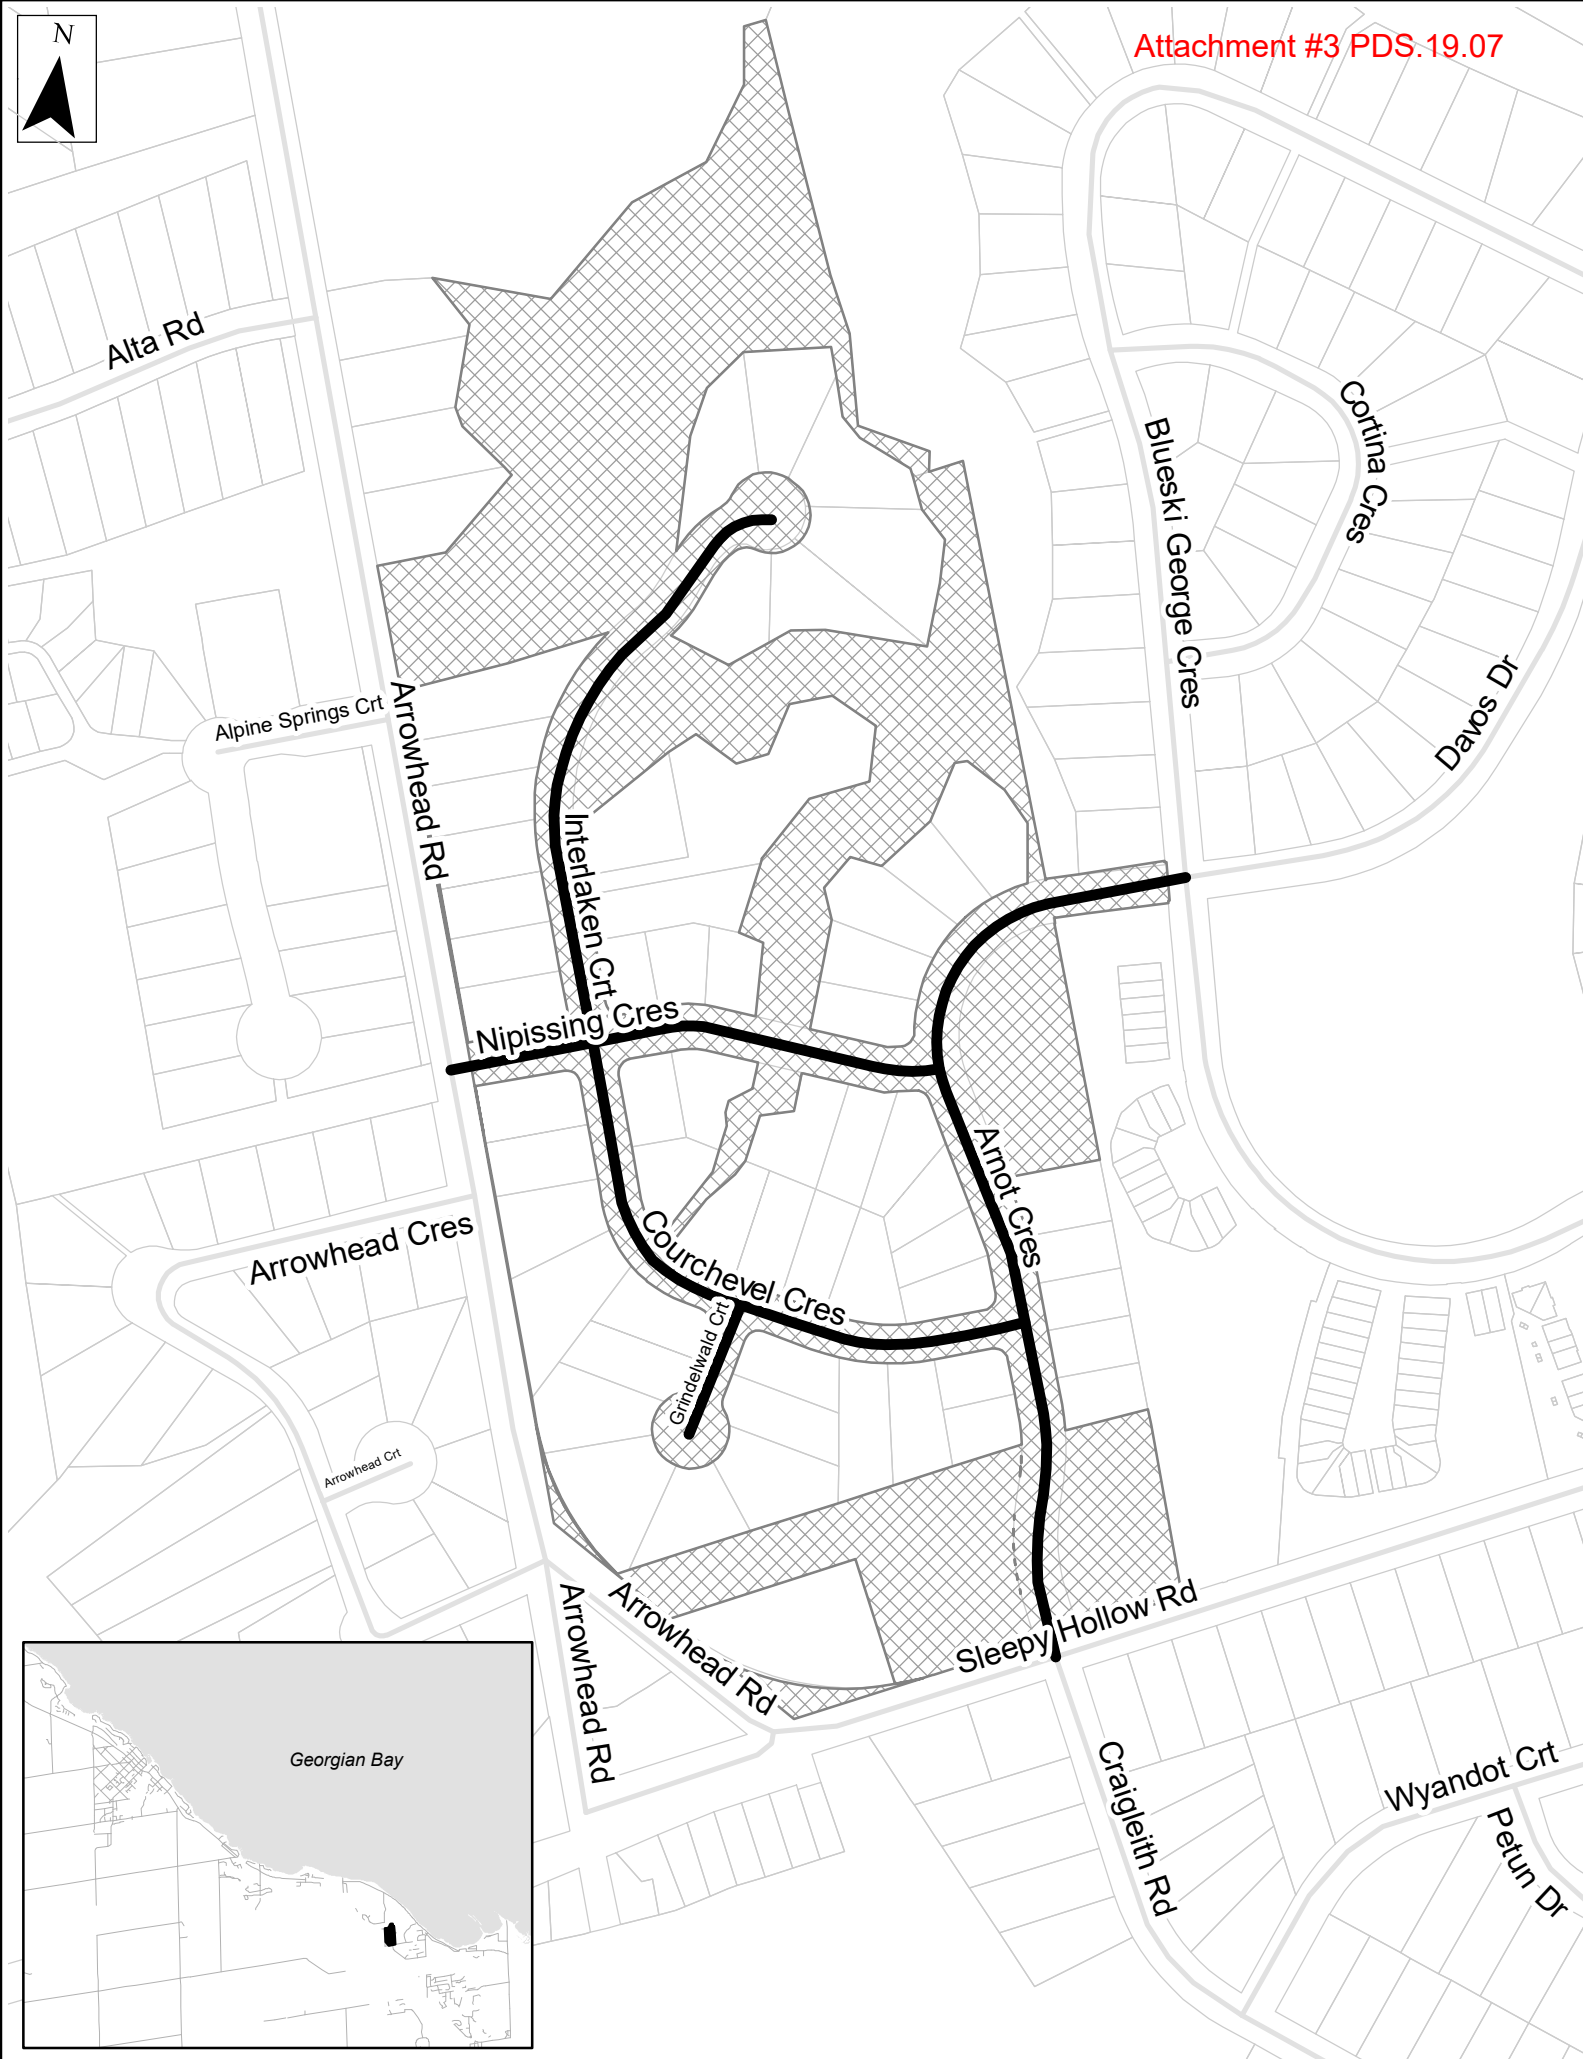 N
Attachment #3 PDS.19.07
Alta Rd
Cortina Cres
Blueski George Cres
Davos Dr
Alpine Springs Crt
Arrowhead Rd
Interlaken Crt
Nipissing Cres
Arnot Cres
Arrowhead Cres
Courchevel Cres
Grindelwald Crt
Arrowhead Crt
Arrowhead Rd
Arrowhead Rd
Sleepy Hollow Rd
Georgian Bay
Craigleith Rd
Wyandot Crt
Petun Dr